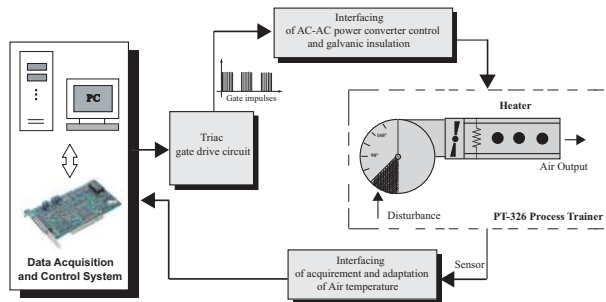 Interfacing
of AC-AC power converter control
and galvanic insulation
PC
Gate impulses
Triac
gate drive circuit
Heater
360°
90°
Air Output
Disturbance
PT-326 Process Trainer
Data Acquisition
and Control System
Interfacing
of acquirement and adaptation
of Air temperature
Sensor